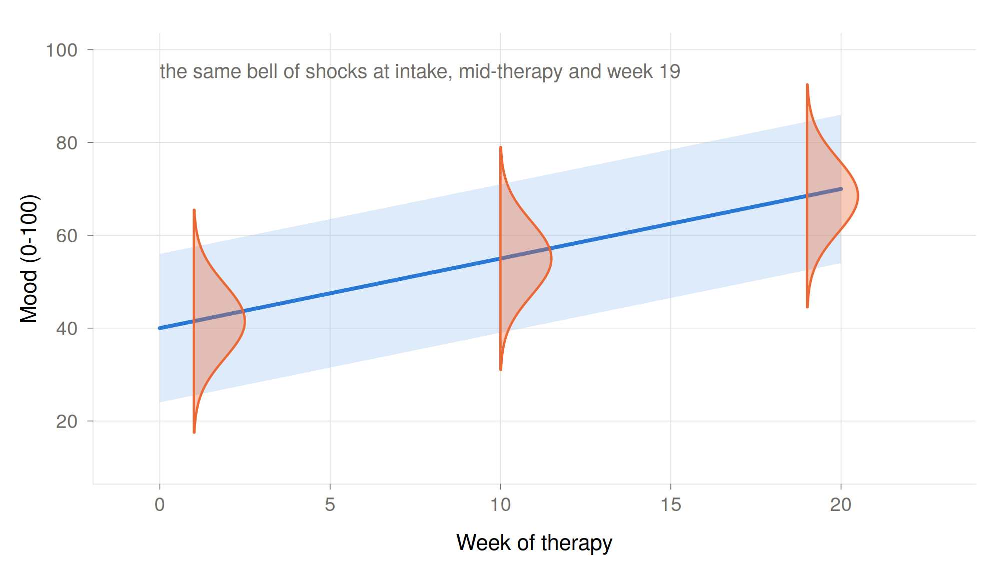 100
the same bell of shocks at intake, mid-therapy and week 19
80
60
40
20
Mood (0-100)
0 5 10 15 20
Week of therapy